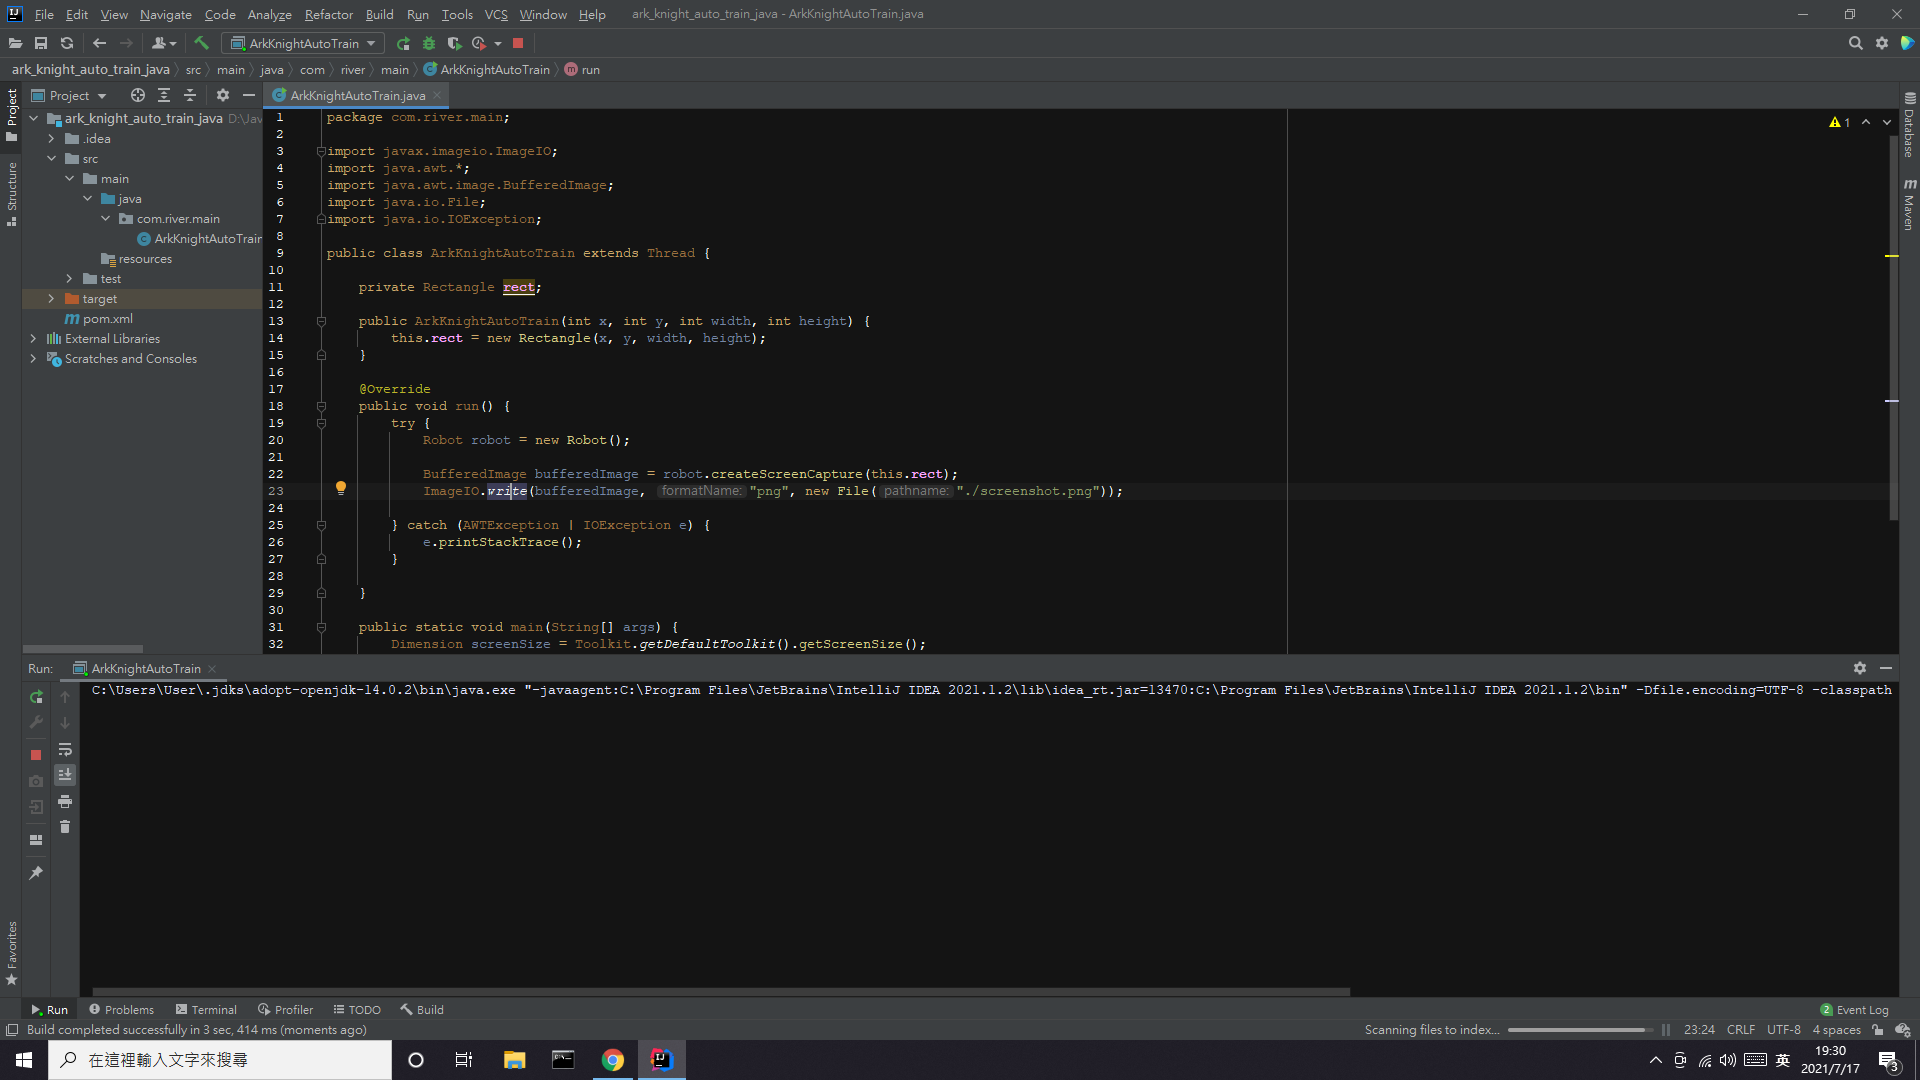 File Edit View Navigate Code Analyze Refactor Build Run Tools VCS Window Help ark_knight_auto_train_java - ArkKnightAutoTrain.java
ArkKnightAutoTrain
ark_knight_auto_train_java src main java com river main ArkKnightAutoTrain run
Project
ArkKnightAutoTrain.java
Project
Structure
Favorites
Database
Maven
ark_knight_auto_train_java D:\Jav
.idea
src
main
java
com.river.main
ArkKnightAutoTrain
resources
test
target
pom.xml
External Libraries
Scratches and Consoles
1
1 package com.river.main;
2
3 import javax.imageio.ImageIO;
4 import java.awt.*;
5 import java.awt.image.BufferedImage;
6 import java.io.File;
7 import java.io.IOException;
8
9 public class ArkKnightAutoTrain extends Thread {
10
11 private Rectangle rect;
12
13 public ArkKnightAutoTrain(int x, int y, int width, int height) {
14 this.rect = new Rectangle(x, y, width, height);
15 }
16
17 @Override
18 public void run() {
19 try {
20 Robot robot = new Robot();
21
22 BufferedImage bufferedImage = robot.createScreenCapture(this.rect);
23 ImageIO.write(bufferedImage, formatName: "png", new File( pathname: "./screenshot.png"));
24
25 } catch (AWTException | IOException e) {
26 e.printStackTrace();
27 }
28
29 }
30
31 public static void main(String[] args) {
32 Dimension screenSize = Toolkit.getDefaultToolkit().getScreenSize();
Run: ArkKnightAutoTrain
C:\Users\User\.jdks\adopt-openjdk-14.0.2\bin\java.exe "-javaagent:C:\Program Files\JetBrains\IntelliJ IDEA 2021.1.2\lib\idea_rt.jar=13470:C:\Program Files\JetBrains\IntelliJ IDEA 2021.1.2\bin" -Dfile.encoding=UTF-8 -classpath
Run Problems Terminal Profiler TODO Build 2 Event Log
Build completed successfully in 3 sec, 414 ms (moments ago) Scanning files to index... 23:24 CRLF UTF-8 4 spaces
在這裡輸入文字來搜尋
英
19:30
2021/7/17
3